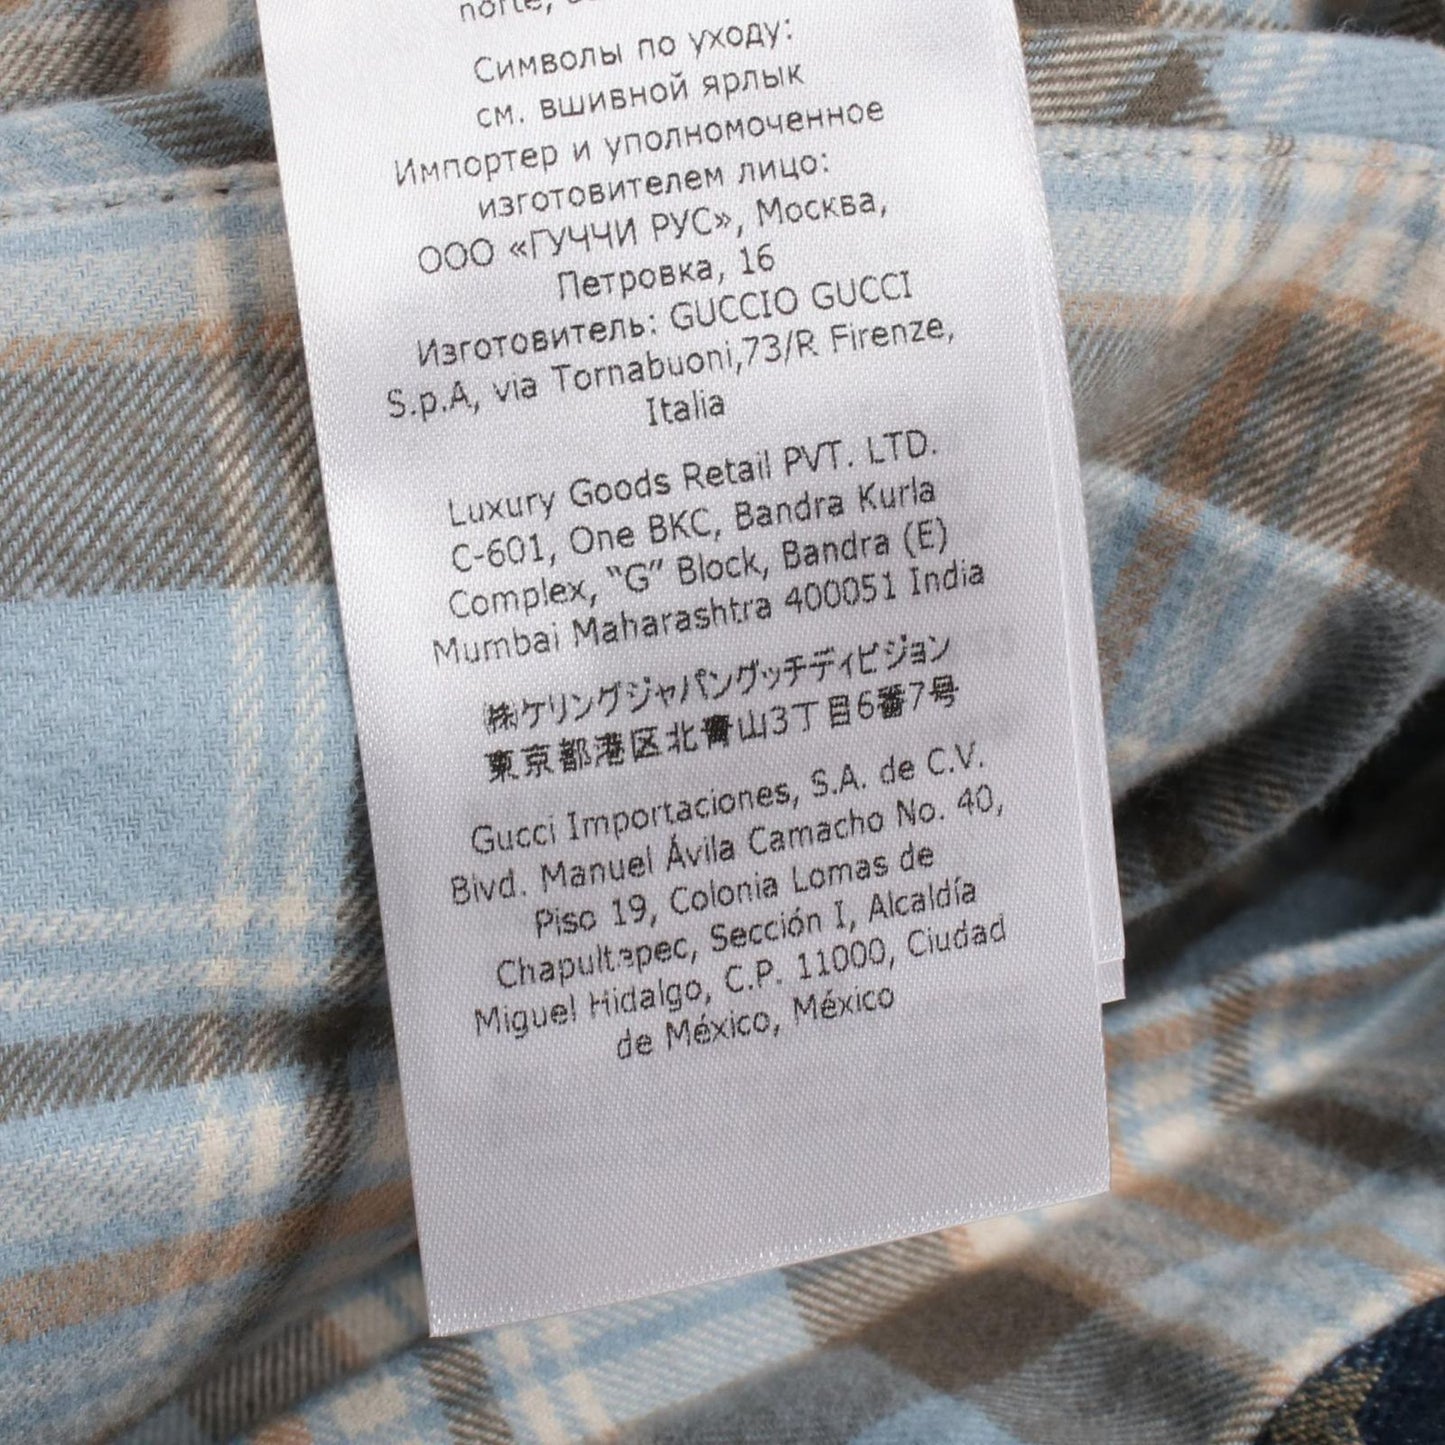 norte,
Символы по уходу:
см. вшивной ярлык
Импортер и уполномоченное
изготовителем лицо:
ООО «ГУЧЧИ РУС», Москва,
Петровка, 16
Изготовитель: GUCCIO GUCCI
S.p.A, via Tornabuoni,73/R Firenze,
Italia
Luxury Goods Retail PVT. LTD.
C-601, One BKC, Bandra Kurla
Complex, “G” Block, Bandra (E)
Mumbai Maharashtra 400051 India
㈱ケリングジャパングッチディビジョン
東京都港区北青山3丁目6番7号
Gucci Importaciones, S.A. de C.V.
Blvd. Manuel Ávila Camacho No. 40,
Piso 19, Colonia Lomas de
Chapultepec, Sección I, Alcaldía
Miguel Hidalgo, C.P. 11000, Ciudad
de México, México